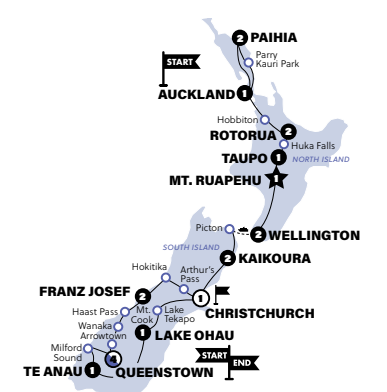 2 PAIHIA
Parry
Kauri Park
START
AUCKLAND 1
Hobbiton
ROTORUA 2
Huka Falls
TAUPO 1
NORTH ISLAND
MT. RUAPEHU 1
Picton
2 WELLINGTON
SOUTH ISLAND
2 KAIKOURA
Hokitika
Arthur's
Pass
FRANZ JOSEF 2
1
CHRISTCHURCH
Haast Pass
Mt.
Cook
Lake
Tekapo
Wanaka
Arrowtown
1 LAKE OHAU
Milford
Sound
START
END
4
TE ANAU 1
QUEENSTOWN